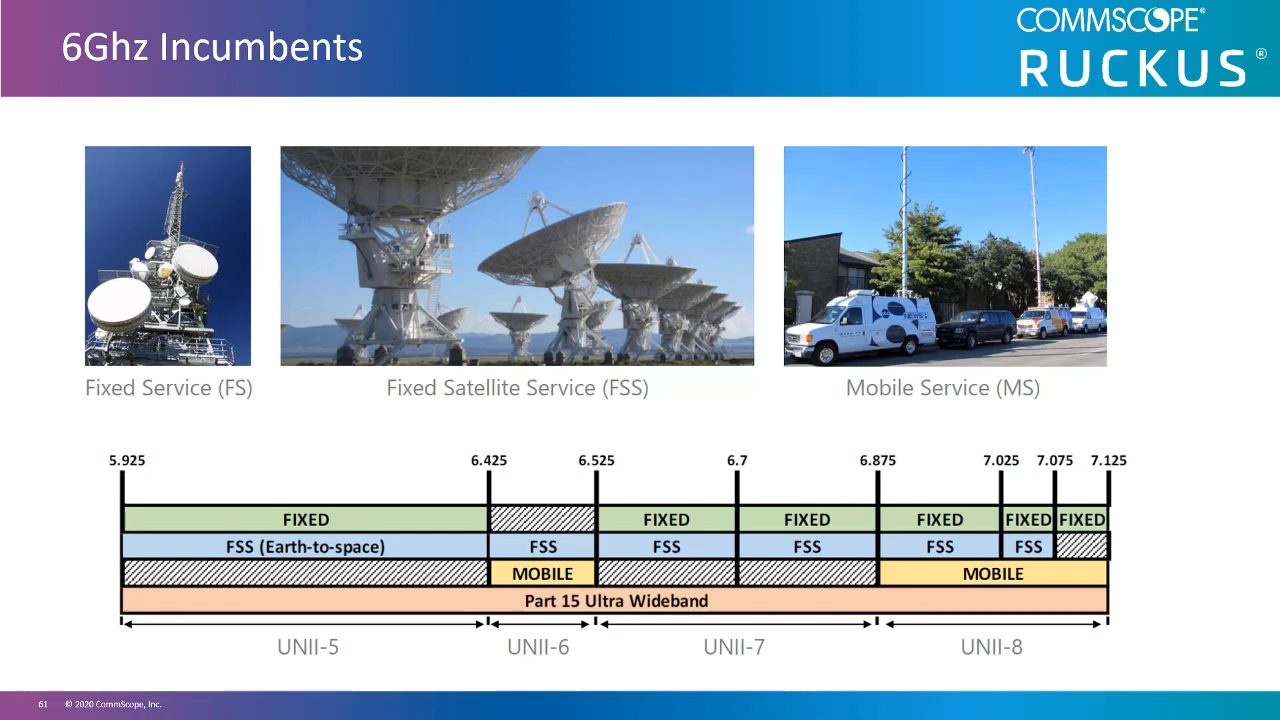 6Ghz Incumbents
COMMSCOPE®
RUCKUS®
Fixed Service (FS)
Fixed Satellite Service (FSS)
Mobile Service (MS)
5.925 6.425 6.525 6.7 6.875 7.025 7.075 7.125
FIXED FIXED FIXED FIXED FIXED FIXED
FSS (Earth-to-space) FSS FSS FSS FSS FSS
MOBILE MOBILE
Part 15 Ultra Wideband
UNII-5 UNII-6 UNII-7 UNII-8
61 © 2020 CommScope, Inc.